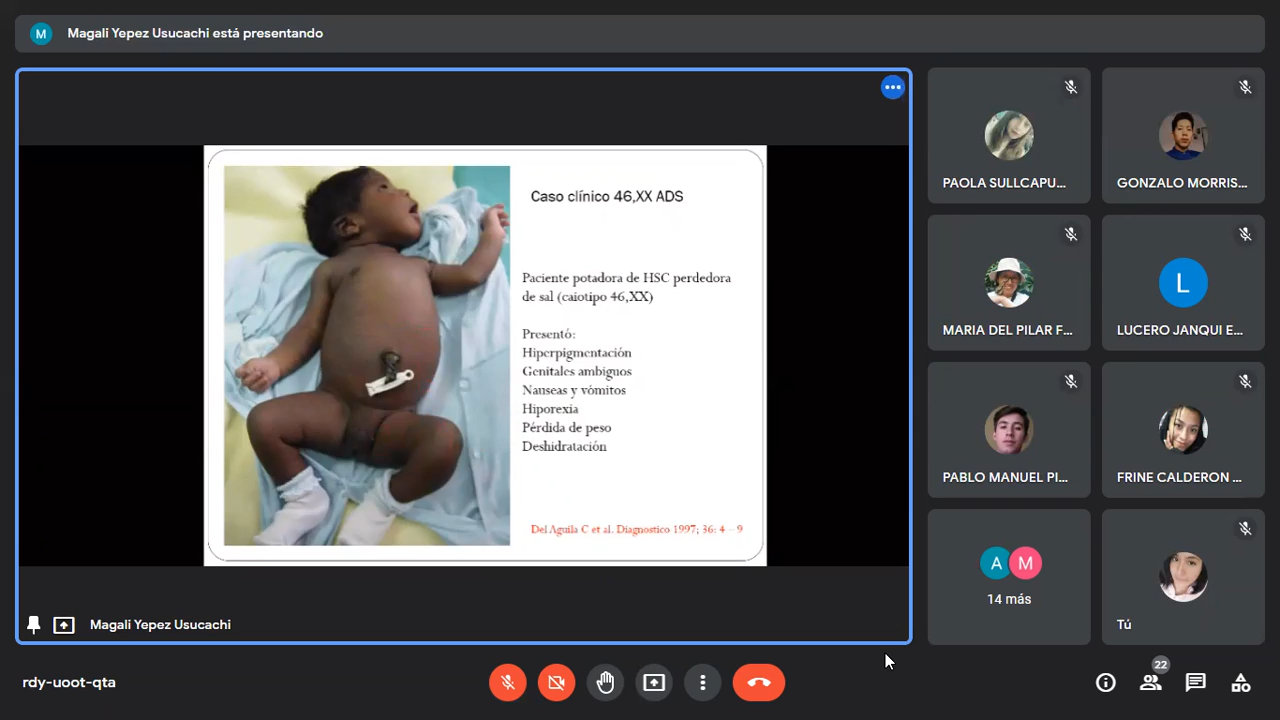 M
Magali Yepez Usucachi está presentando
Caso clínico 46,XX ADS
Paciente potadora de HSC perdedora
de sal (caiotipo 46,XX)
Presentó:
Hiperpigmentación
Genitales ambiguos
Nauseas y vómitos
Hiporexia
Pérdida de peso
Deshidratación
Del Aguila C et al. Diagnostico 1997; 36: 4 – 9
Magali Yepez Usucachi
PAOLA SULLCAPU...
GONZALO MORRIS...
MARIA DEL PILAR F...
L
LUCERO JANQUI E...
PABLO MANUEL PI...
FRINE CALDERON ...
A M
14 más
Tú
rdy-uoot-qta
22